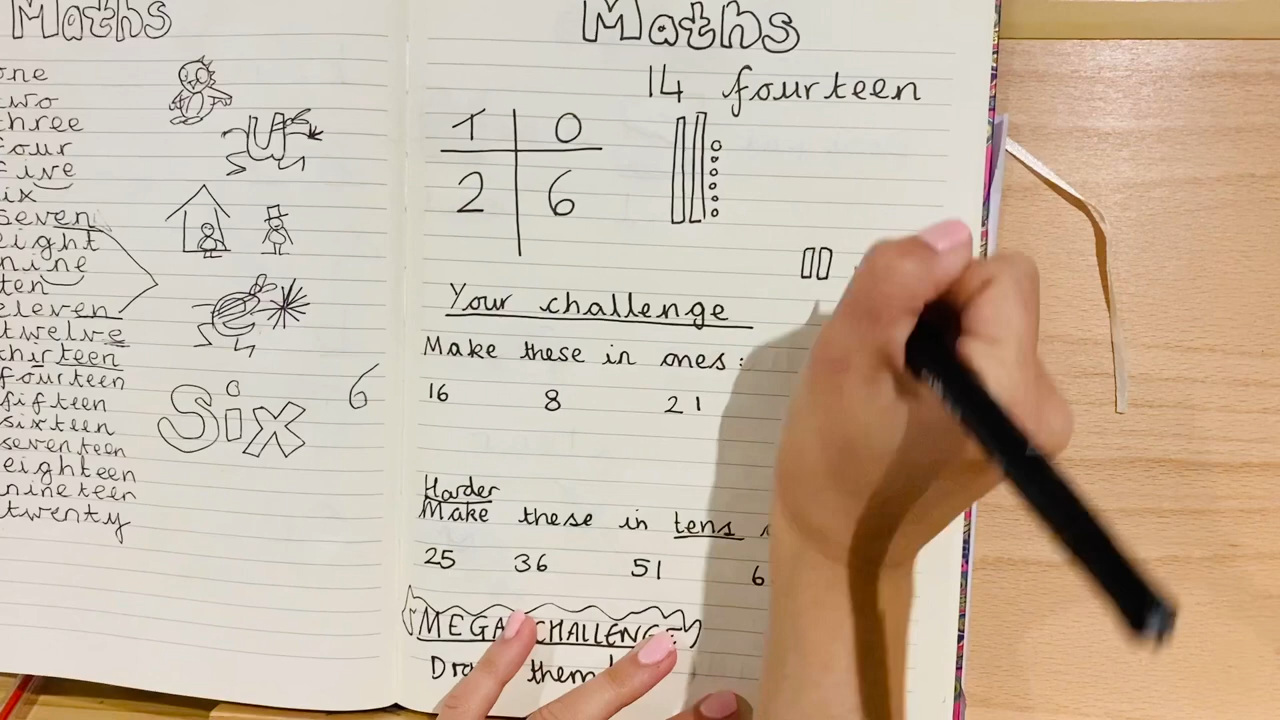 Maths
one
two
three
four
five
six
seven
eight
nine
ten
eleven
twelve
thirteen
fourteen
fifteen
sixteen
seventeen
eighteen
nineteen
twenty
Six 6
Maths
14 fourteen
T O
2 6
Your challenge
Make these in ones:
16 8 21
Harder
Make these in tens
25 36 51 6
MEGA CHALLENGE
them